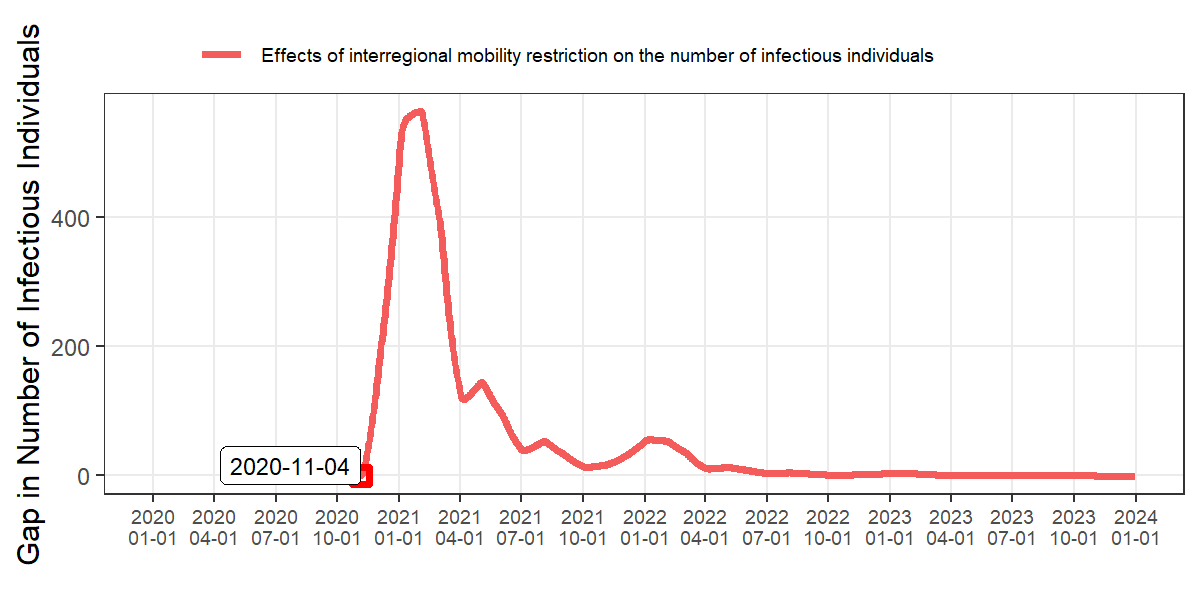 Effects of interregional mobility restriction on the number of infectious individuals
Gap in Number of Infectious Individuals
400
200
0
2020-11-04
2020 2020 2020 2020 2021 2021 2021 2021 2022 2022 2022 2022 2023 2023 2023 2023 2024
01-01 04-01 07-01 10-01 01-01 04-01 07-01 10-01 01-01 04-01 07-01 10-01 01-01 04-01 07-01 10-01 01-01